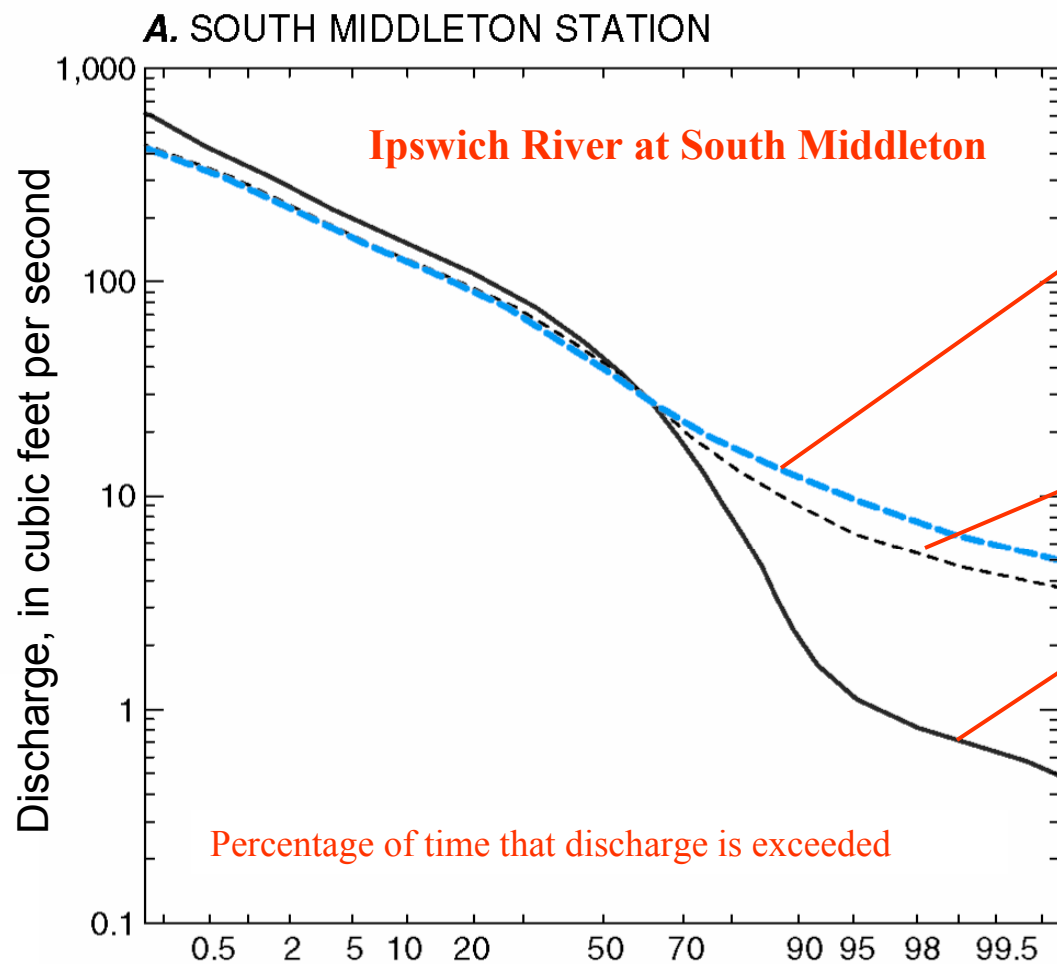 A. SOUTH MIDDLETON STATION
1,000
Ipswich River at South Middleton
100
Discharge, in cubic feet per second
10
1
Percentage of time that discharge is exceeded
0.1
0.5 2 5 10 20 50 70 90 95 98 99.5